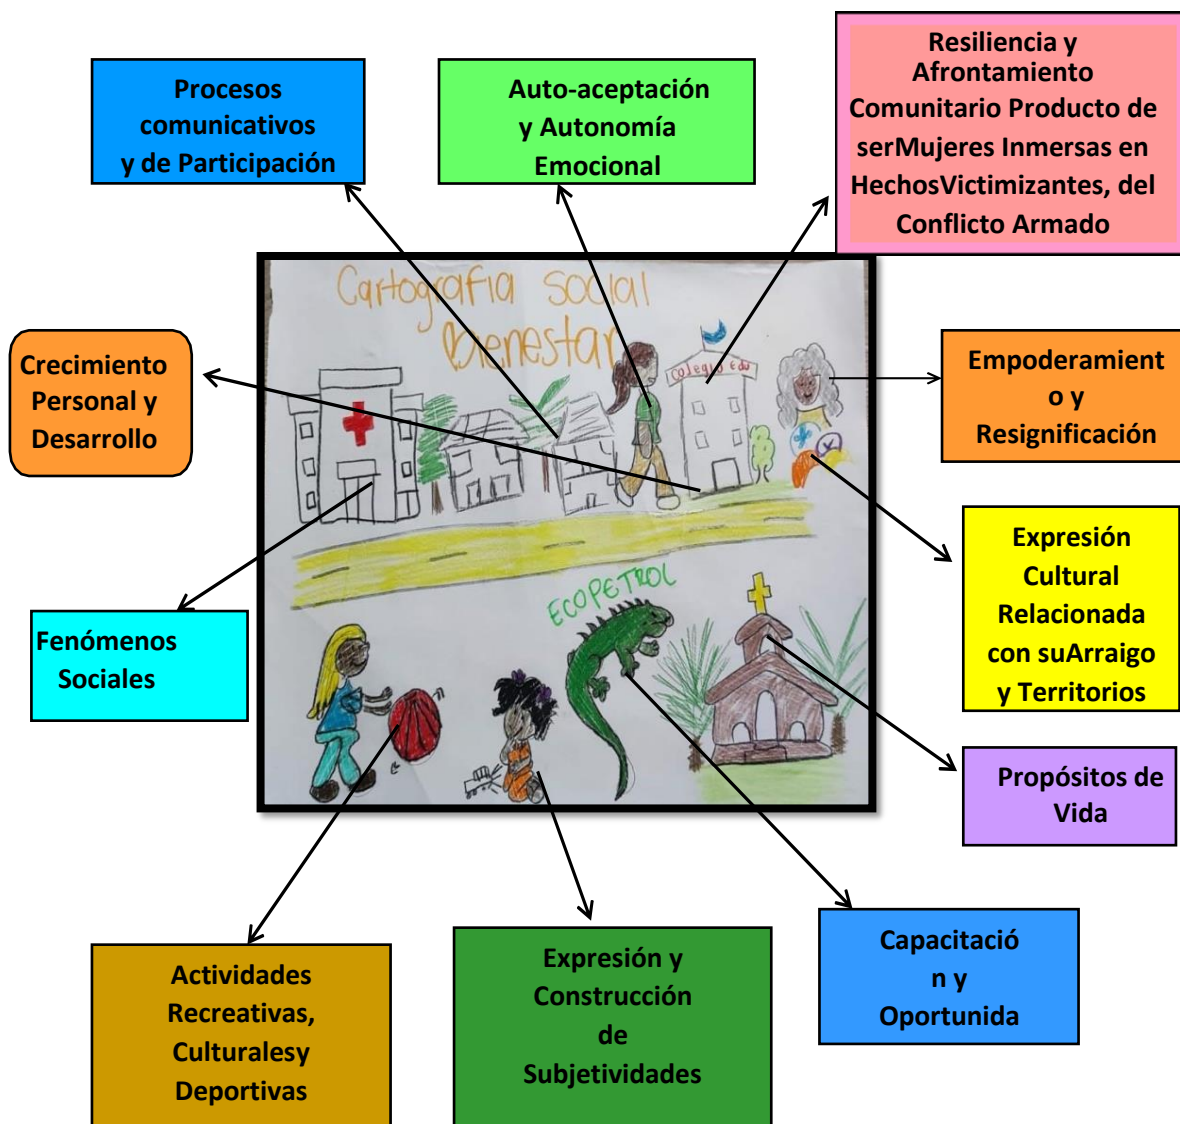 Resiliencia y
Afrontamiento
Comunitario Producto de
serMujeres Inmersas en
HechosVictimizantes, del
Conflicto Armado
Procesos
comunicativos
y de Participación
Auto-aceptación
y Autonomía
Emocional
Cartografia social
bienestar
Crecimiento
Personal y
Desarrollo
colegio Edu
Empoderamient
o y
Resignificación
Expresión
Cultural
Relacionada
con suArraigo
y Territorios
ECOPETROL
Fenómenos
Sociales
Propósitos de
Vida
Actividades
Recreativas,
Culturalesy
Deportivas
Expresión y
Construcción
de
Subjetividades
Capacitació
n y
Oportunida